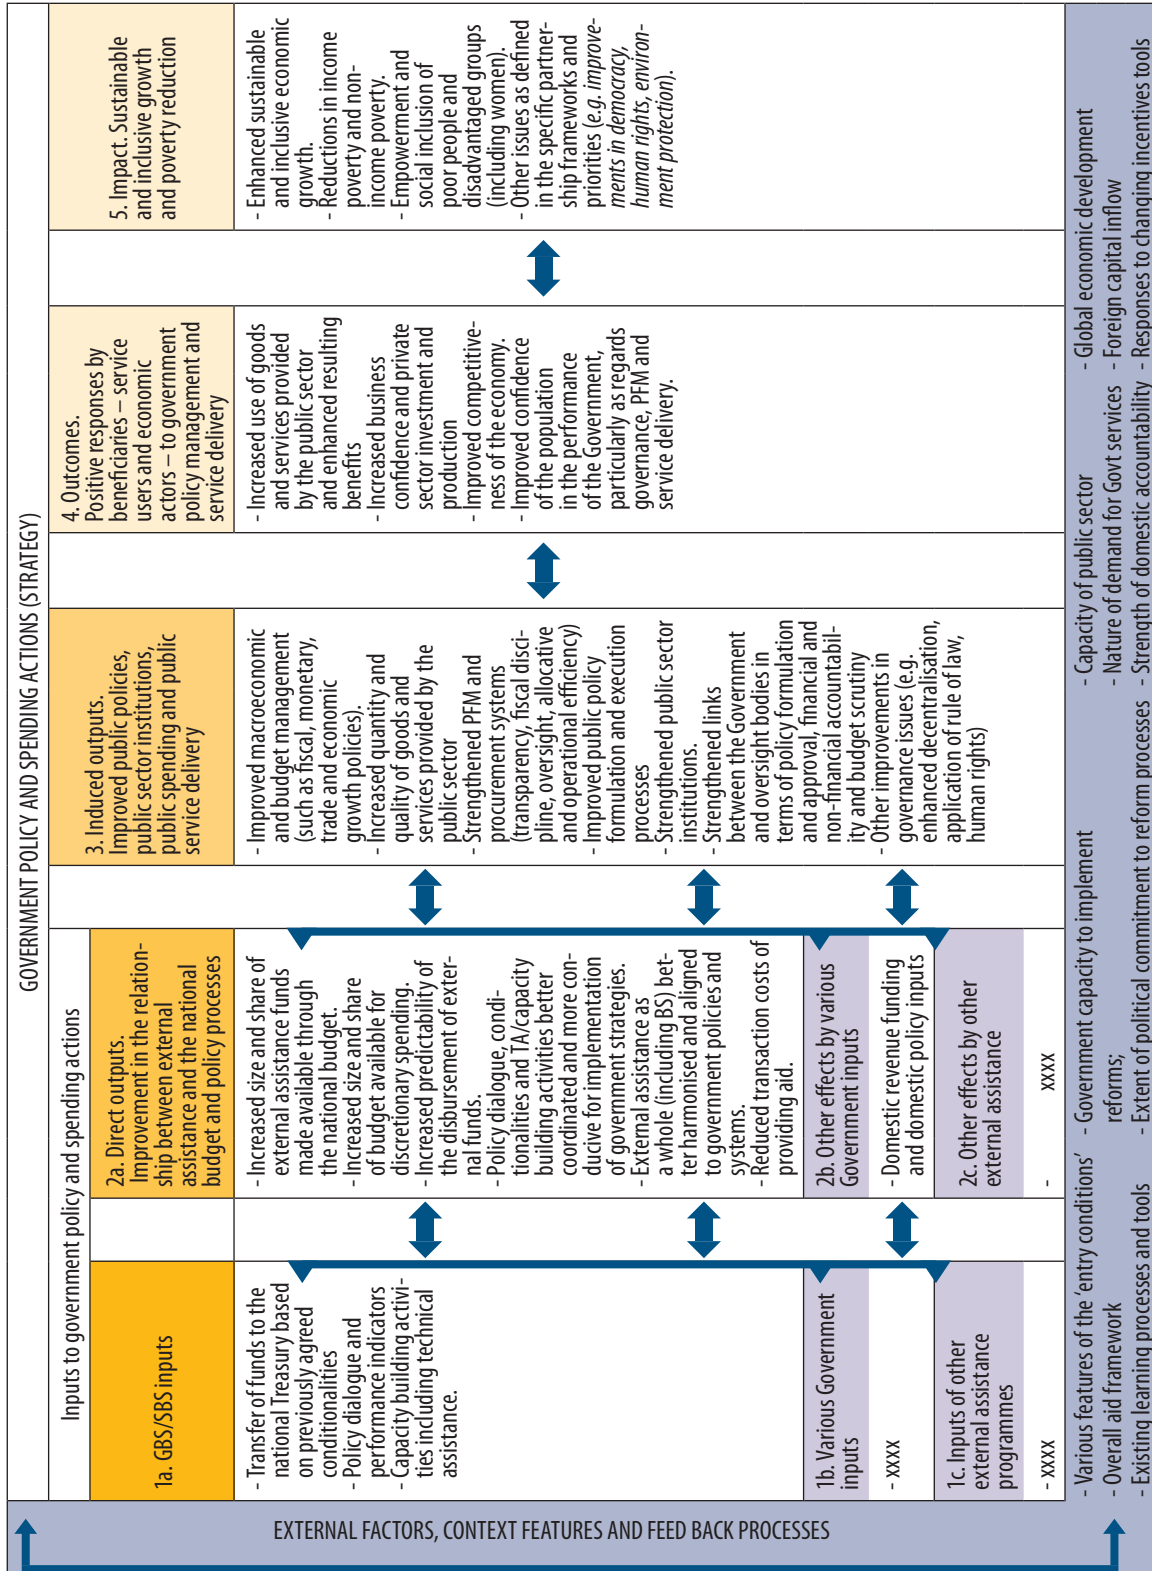 GOVERNMENT POLICY AND SPENDING ACTIONS (STRATEGY)
Inputs to government policy and spending actions
1a. GBS/SBS inputs
2a. Direct outputs.
Improvement in the relation-
ship between external
assistance and the national
budget and policy processes
3. Induced outputs.
Improved public policies,
public sector institutions,
public spending and public
service delivery
4. Outcomes.
Positive responses by
beneficiaries – service
users and economic
actors – to government
policy management and
service delivery
5. Impact. Sustainable
and inclusive growth
and poverty reduction
- Transfer of funds to the
national Treasury based
on previously agreed
conditionalities
- Policy dialogue and
performance indicators
- Capacity building activi-
ties including technical
assistance.
- Increased size and share of
external assistance funds
made available through
the national budget.
- Increased size and share
of budget available for
discretionary spending.
- Increased predictability of
the disbursement of exter-
nal funds.
- Policy dialogue, condi-
tionalities and TA/capacity
building activities better
coordinated and more con-
ducive for implementation
of government strategies.
- External assistance as
a whole (including BS) bet-
ter harmonised and aligned
to government policies and
systems.
- Reduced transaction costs of
providing aid.
- Improved macroeconomic
and budget management
(such as fiscal, monetary,
trade and economic
growth policies).
- Increased quantity and
quality of goods and
services provided by the
public sector
- Strengthened PFM and
procurement systems
(transparency, fiscal disci-
pline, oversight, allocative
and operational efficiency)
- Improved public policy
formulation and execution
processes
- Strengthened public sector
institutions.
- Strengthened links
between the Government
and oversight bodies in
terms of policy formulation
and approval, financial and
non-financial accountabil-
ity and budget scrutiny
- Other improvements in
governance issues (e.g.
enhanced decentralisation,
application of rule of law,
human rights)
- Increased use of goods
and services provided
by the public sector
and enhanced resulting
benefits
- Increased business
confidence and private
sector investment and
production
- Improved competitive-
ness of the economy.
- Improved confidence
of the population
in the performance
of the Government,
particularly as regards
governance, PFM and
service delivery.
- Enhanced sustainable
and inclusive economic
growth.
- Reductions in income
poverty and non-
income poverty.
- Empowerment and
social inclusion of
poor people and
disadvantaged groups
(including women).
- Other issues as defined
in the specific partner-
ship frameworks and
priorities (e.g. improve-
ments in democracy,
human rights, environ-
ment protection).
1b. Various Government
inputs
2b. Other effects by various
Government inputs
- xxxx
- Domestic revenue funding
and domestic policy inputs
1c. Inputs of other
external assistance
programmes
2c. Other effects by other
external assistance
- xxxx
- xxxx
EXTERNAL FACTORS, CONTEXT FEATURES AND FEED BACK PROCESSES
- Various features of the ‘entry conditions’
- Overall aid framework
- Existing learning processes and tools
- Government capacity to implement
reforms;
- Extent of political commitment to reform processes
- Capacity of public sector
- Nature of demand for Govt services
- Strength of domestic accountability
- Global economic development
- Foreign capital inflow
- Responses to changing incentives tools